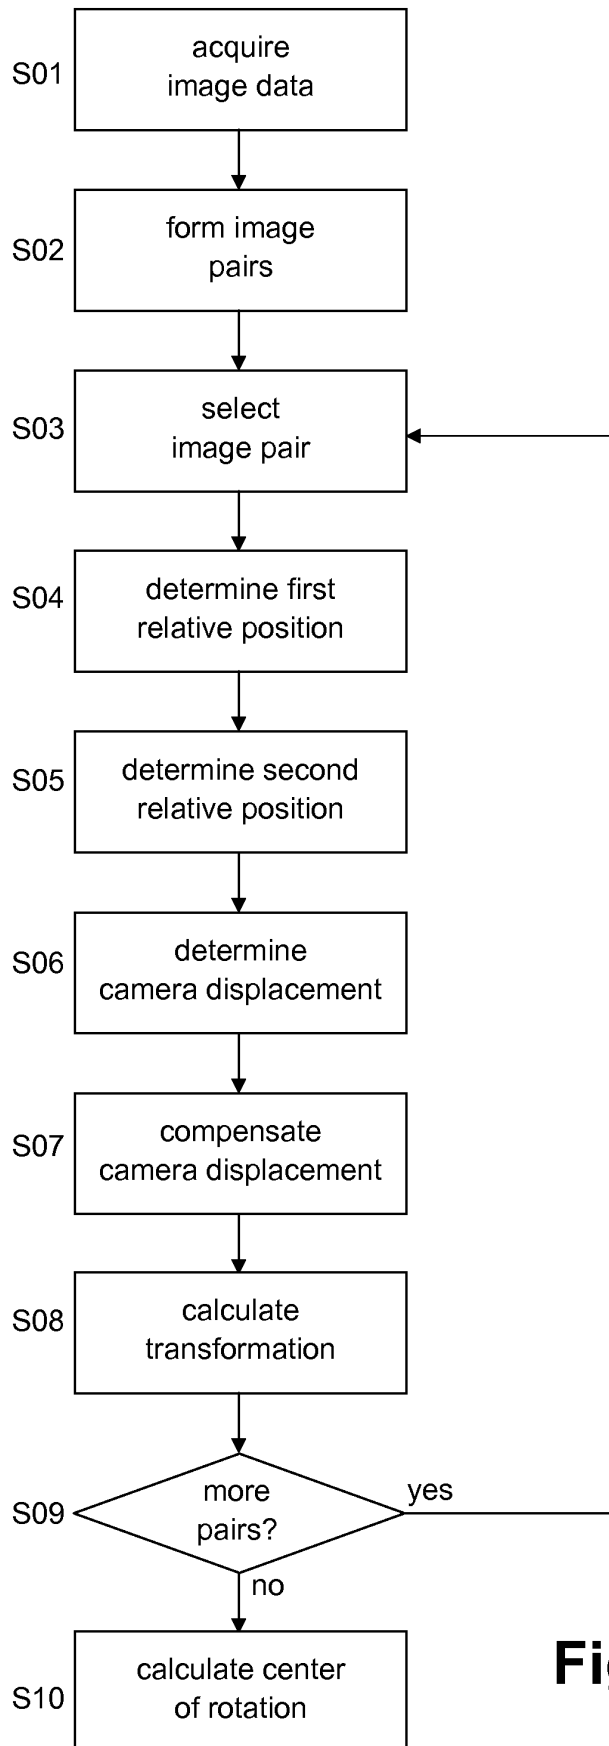 S01
acquire
image data
S02
form image
pairs
S03
select
image pair
S04
determine first
relative position
S05
determine second
relative position
S06
determine
camera displacement
S07
compensate
camera displacement
S08
calculate
transformation
S09
more
pairs?
yes
no
S10
calculate center
of rotation